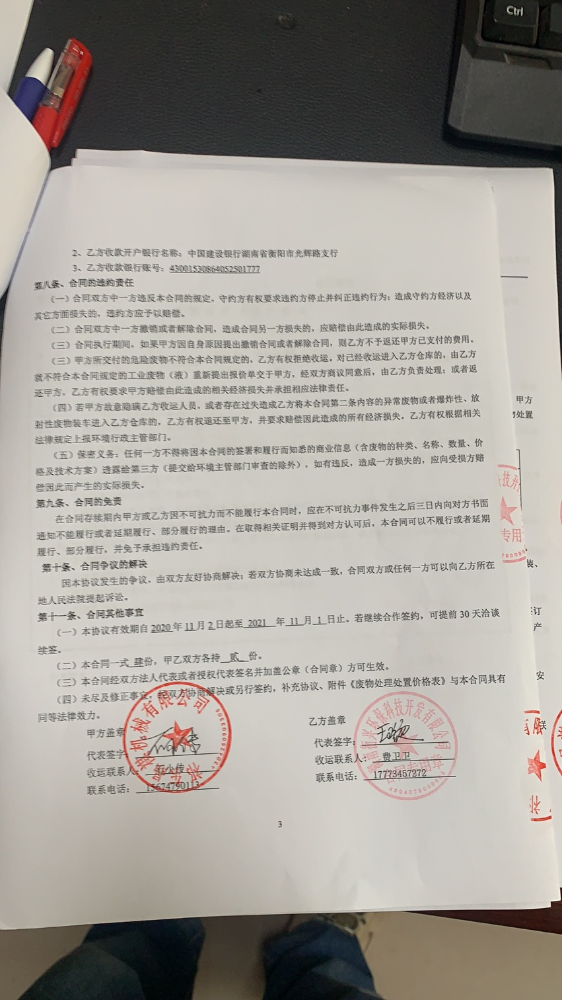 Ctrl
2、乙方收款开户银行名称：中国建设银行湖南省衡阳市光辉路支行
3、乙方收款银行账号：43001530864052501777
第八条、合同的违约责任
（一）合同双方中一方违反本合同的规定，守约方有权要求违约方停止并纠正违约行为；造成守约方经济以及
其它方面损失的，违约方应予以赔偿。
（二）合同双方中一方撤销或者解除合同，造成合同另一方损失的，应赔偿由此造成的实际损失。
（三）合同执行期间，如果甲方因自身原因提出撤销合同或者解除合同，则乙方不予返还甲方已支付的费用。
（三）甲方所交付的危险废物不符合本合同规定的，乙方有权拒绝收运。对已经收运进入乙方仓库的，由乙方
就不符合本合同规定的工业废物（液）重新提出报价单交于甲方，经双方商议同意后，由乙方负责处理；或者返
还甲方，乙方有权要求甲方赔偿由此造成的相关经济损失并承担相应法律责任。
（四）若甲方故意隐瞒乙方收运人员，或者存在过失造成乙方将本合同第二条内容的异常废物或者爆炸性、放
射性废物装车进入乙方仓库的，乙方有权退还至甲方，并要求赔偿因此造成的所有经济损失。乙方有权根据相关
法律规定上报环境行政主管部门。
（五）保密义务：任何一方不得将因本合同的签署和履行而知悉的商业信息（含废物的种类、名称、数量、价
格及技术方案）透露给第三方（提交给环境主管部门审查的除外），如有违反，造成一方损失的，应向受损方赔
偿因此而产生的实际损失。
第九条、合同的免责
在合同存续期内甲方或乙方因不可抗力而不能履行本合同时，应在不可抗力事件发生之后三日内向对方书面
通知不能履行或者延期履行、部分履行的理由。在取得相关证明并得到对方认可后，本合同可以不履行或者延期
履行、部分履行，并免予承担违约责任。
第十条、合同争议的解决
因本协议发生的争议，由双方友好协商解决；若双方协商未达成一致，合同双方或任何一方可以向乙方所在
地人民法院提起诉讼。
第十一条、合同其他事宜
（一）本协议有效期自 2020 年 11 月 2 日起至 2021 年 11 月 1 日止。若继续合作签约，可提前 30 天洽谈
续签。
（二）本合同一式 肆份，甲乙双方各持 贰 份。
（三）本合同经双方法人代表或者授权代表签名并加盖公章（合同章）方可生效。
（四）未尽及修正事宜，经双方协商解决或另行签约，补充协议、附件《废物处理处置价格表》与本合同具有
同等法律效力。
甲方盖章
代表签字
收运联系人
小传
联系电话：15674790113
机械有限公司
乙方盖章
代表签字：
收运联系人：费卫卫
联系电话：17773457272
兴环保科技开发有限公司
合同专用章
3
甲方
处置
技开
专用
装、
订
产
安
有限
关